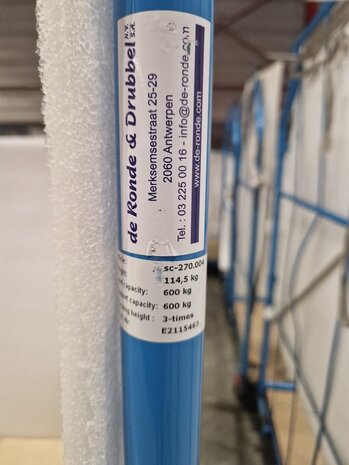 de Ronde & Drubbel N.V. S.A.
Merksemsestraat 25-29
2060 Antwerpen
Tel.: 03 225 00 16 - info@de-ronde.com
www.de-ronde.com
sc-270.004
114,5 kg
capacity: 600 kg
capacity: 600 kg
height : 3-times
E2115463